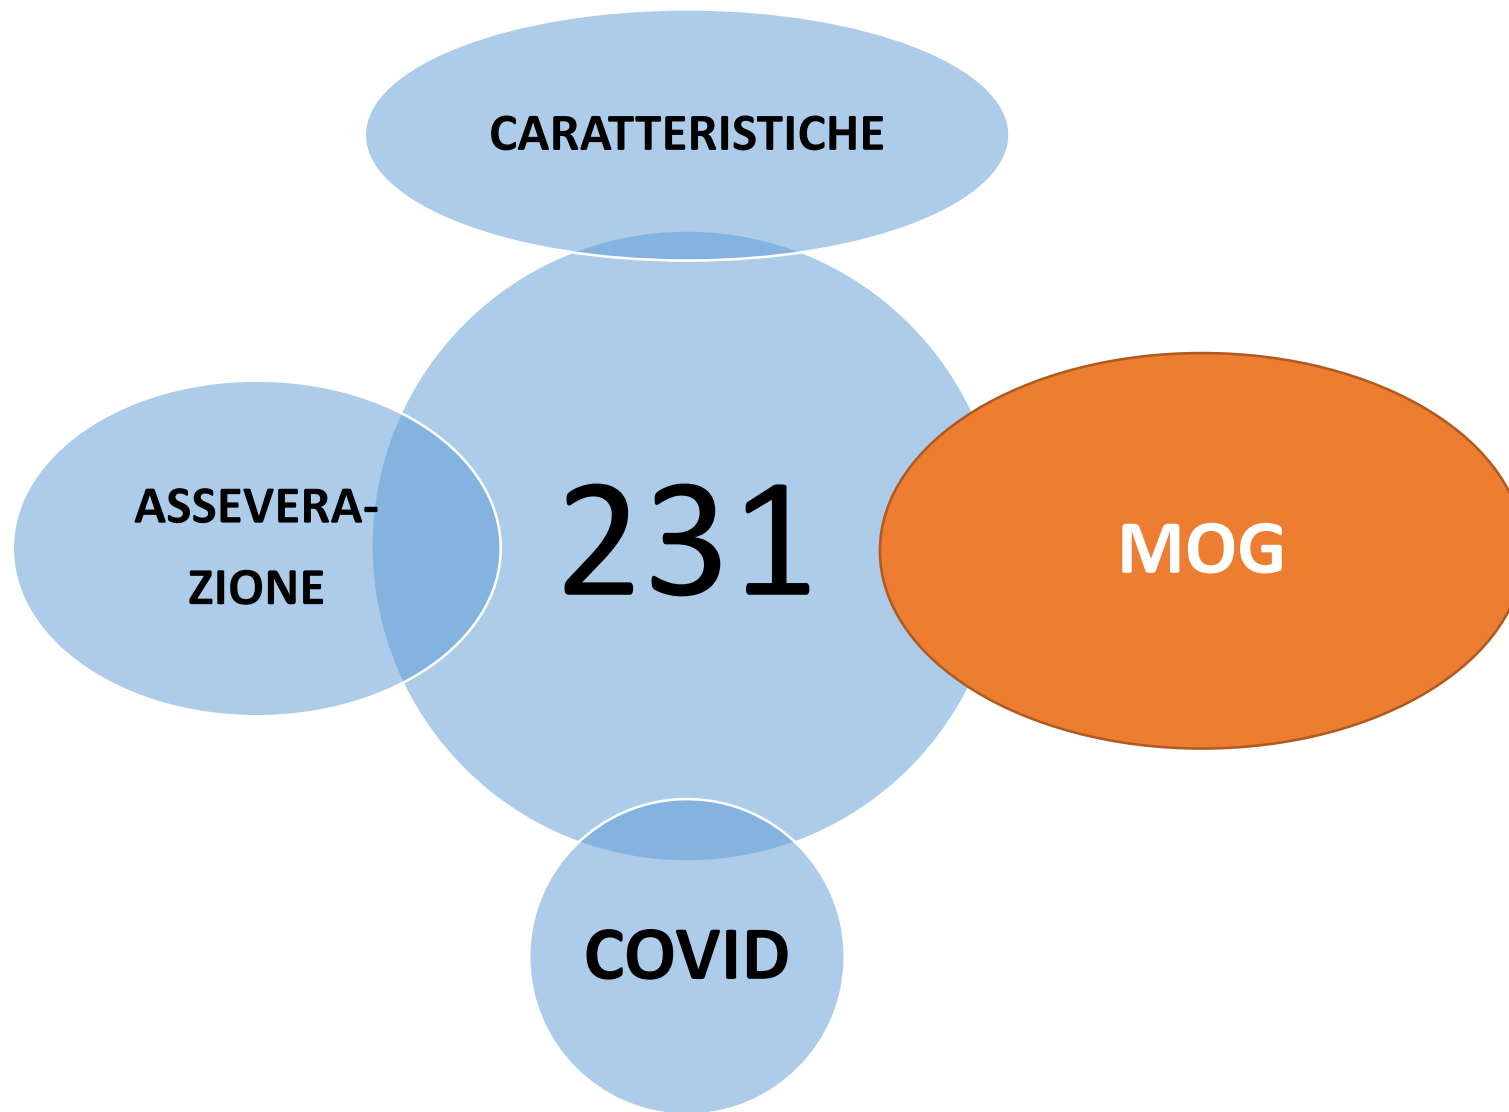 CARATTERISTICHE
ASSEVERA-
ZIONE
231
MOG
COVID